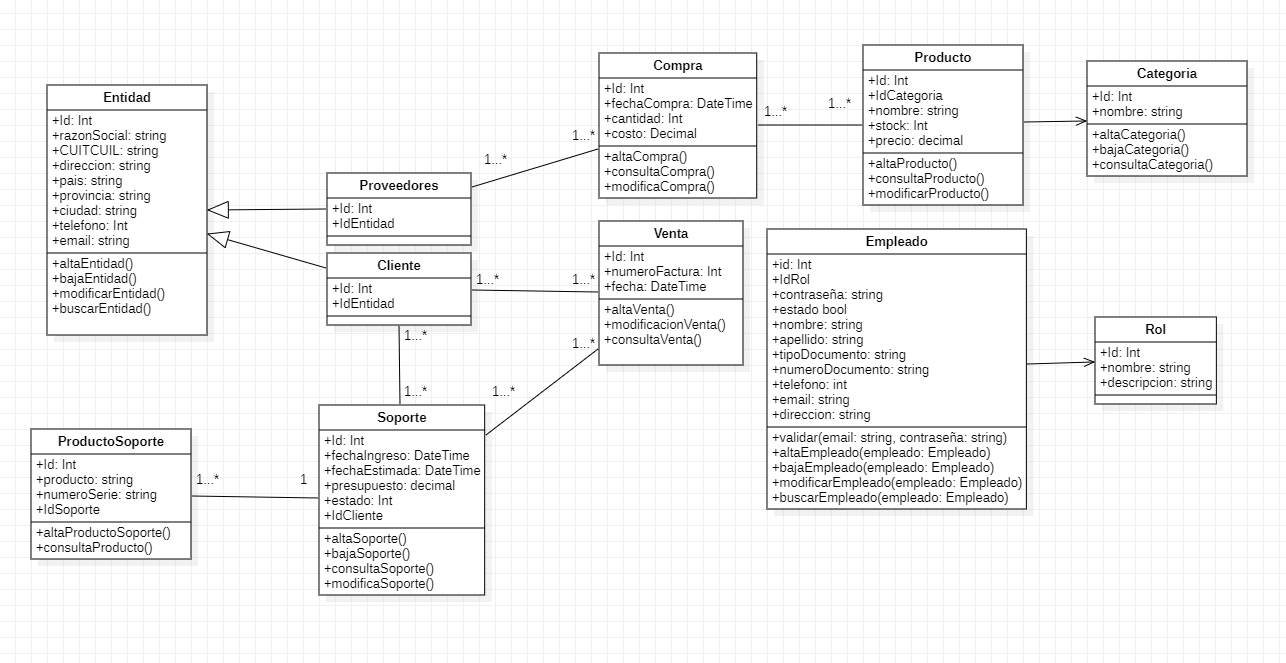 Entidad
+Id: Int
+razonSocial: string
+CUITCUIL: string
+direccion: string
+pais: string
+provincia: string
+ciudad: string
+telefono: Int
+email: string
+altaEntidad()
+bajaEntidad()
+modificarEntidad()
+buscarEntidad()
Proveedores
+Id: Int
+IdEntidad
1...*
1...*
Cliente
+Id: Int
+IdEntidad
1...*
1...*
1...*
1...*
Compra
+Id: Int
+fechaCompra: DateTime
+cantidad: Int
+costo: Decimal
+altaCompra()
+consultaCompra()
+modificaCompra()
1...*
1...*
Producto
+Id: Int
+IdCategoria
+nombre: string
+stock: Int
+precio: decimal
+altaProducto()
+consultaProducto()
+modificarProducto()
Categoria
+Id: Int
+nombre: string
+altaCategoria()
+bajaCategoria()
+consultaCategoria()
Venta
+Id: Int
+numeroFactura: Int
+fecha: DateTime
+altaVenta()
+modificacionVenta()
+consultaVenta()
1...*
1...*
Empleado
+id: Int
+IdRol
+contraseña: string
+estado bool
+nombre: string
+apellido: string
+tipoDocumento: string
+numeroDocumento: string
+telefono: int
+email: string
+direccion: string
+validar(email: string, contraseña: string)
+altaEmpleado(empleado: Empleado)
+bajaEmpleado(empleado: Empleado)
+modificarEmpleado(empleado: Empleado)
+buscarEmpleado(empleado: Empleado)
Rol
+Id: Int
+nombre: string
+descripcion: string
ProductoSoporte
+Id: Int
+producto: string
+numeroSerie: string
+IdSoporte
+altaProductoSoporte()
+consultaProducto()
1...*
1
Soporte
+Id: Int
+fechaIngreso: DateTime
+fechaEstimada: DateTime
+presupuesto: decimal
+estado: Int
+IdCliente
+altaSoporte()
+bajaSoporte()
+consultaSoporte()
+modificaSoporte()